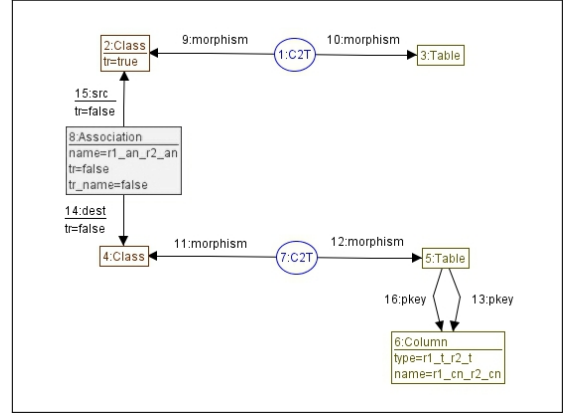 2:Class
tr=true
9:morphism
1:C2T
10:morphism
3:Table
15:src
tr=false
8:Association
name=r1_an_r2_an
tr=false
tr_name=false
14:dest
tr=false
4:Class
11:morphism
7:C2T
12:morphism
5:Table
16:pkey
13:pkey
6:Column
type=r1_t_r2_t
name=r1_cn_r2_cn